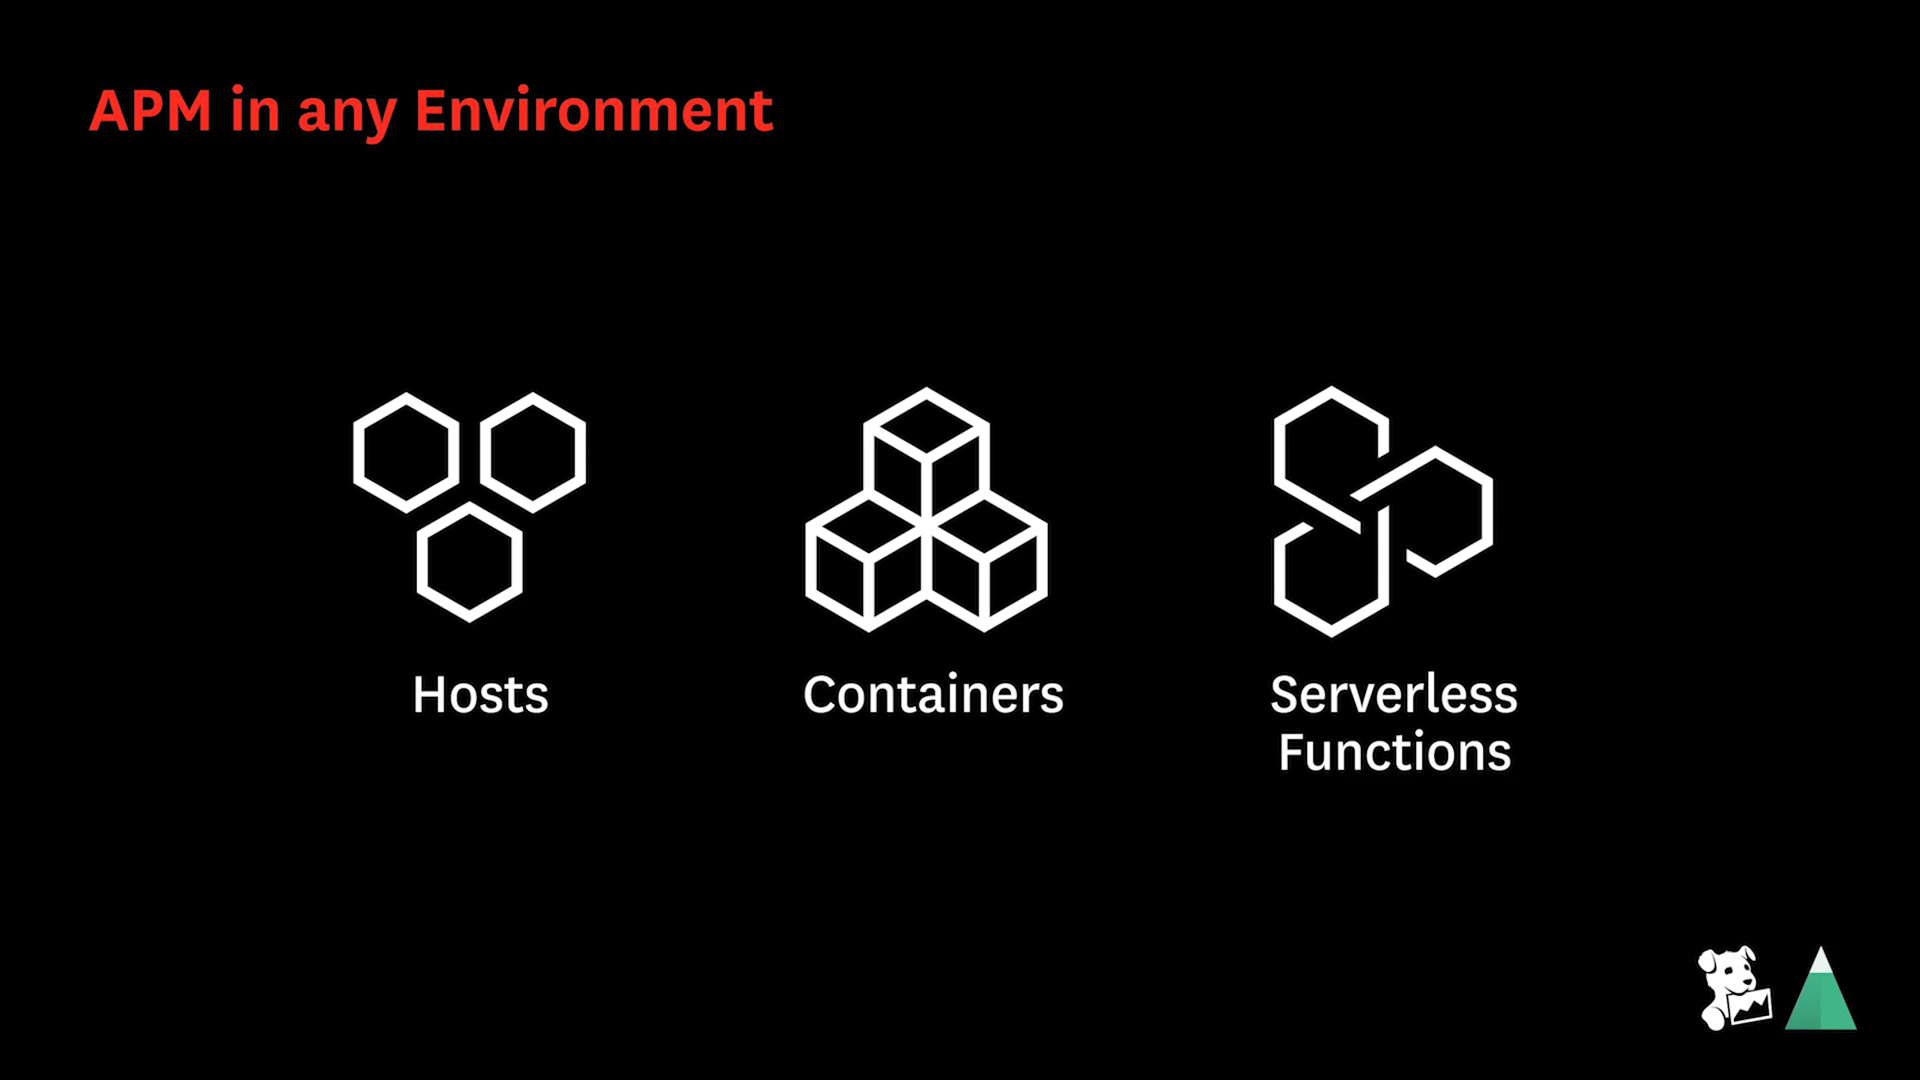 APM in any Environment
Hosts
Containers
Serverless
Functions